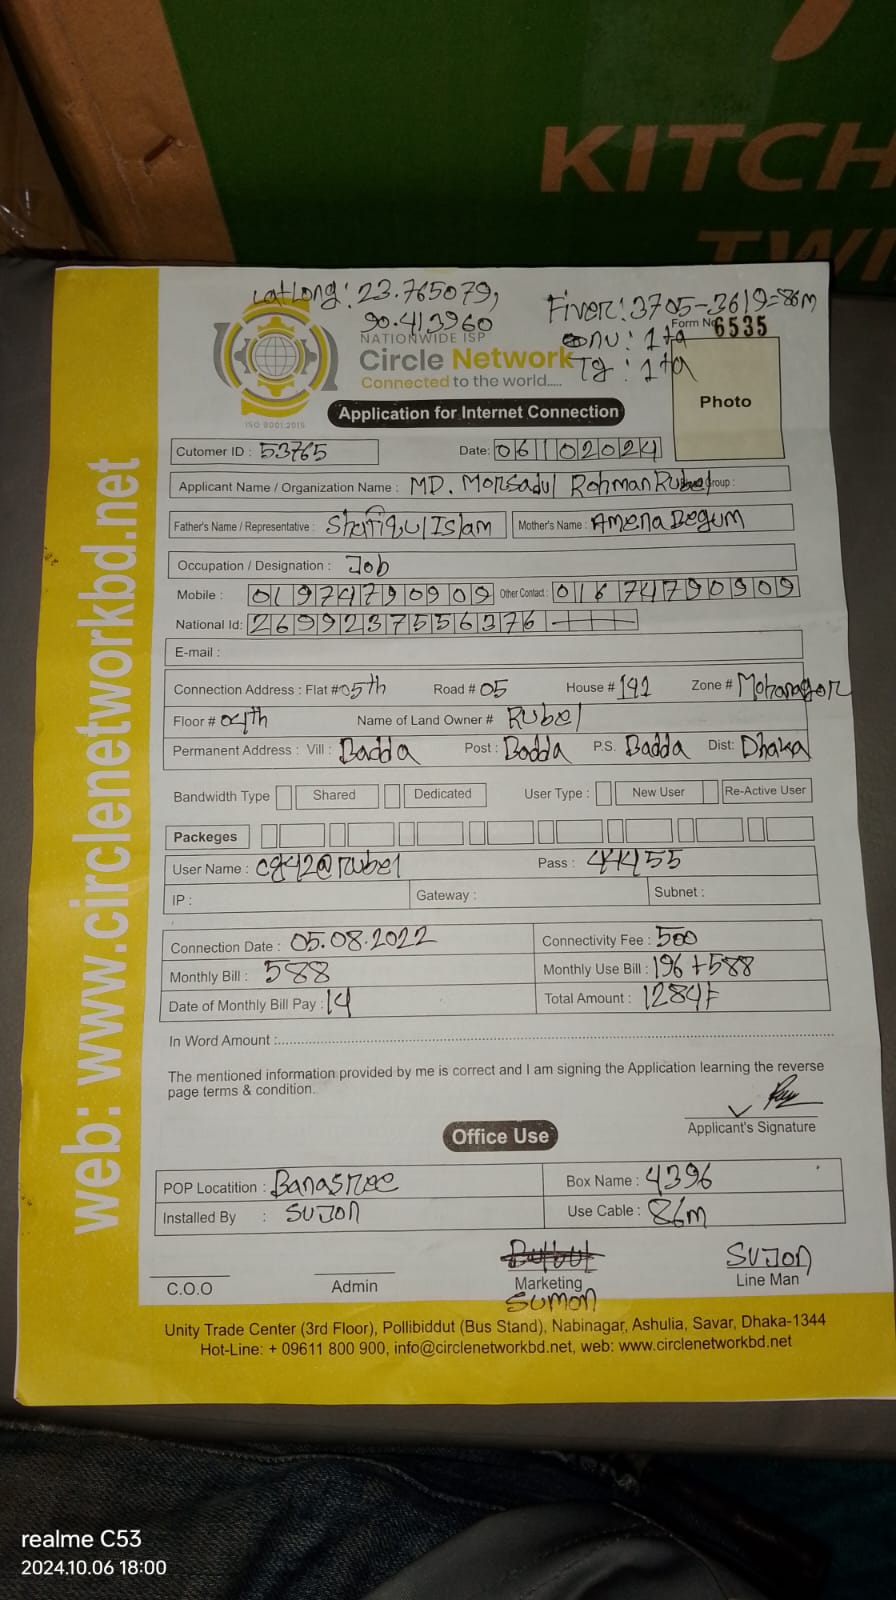 KITCH
TWI
LatLong: 23.765079,
90.413960
Fiver: 3705-3619=86m
onu: 1ta
Tg: 1ta
Form No 6535
NATIONWIDE ISP
Circle Network
Connected to the world.....
ISO 9001:2015
Photo
Application for Internet Connection
Cutomer ID : 53765 Date: 06102024
Applicant Name / Organization Name : MD. Morsadul Rohman Rubel Group :
Father's Name / Representative : Shafiqul Islam Mother's Name : Amena Begum
Occupation / Designation : Job
Mobile : 01974790909 Other Contact: 01674790909
National Id: 2699237556376
E-mail :
Connection Address : Flat # 05th Road # 05 House # 192 Zone # Mohanagor
Floor # 04th Name of Land Owner # Rubel
Permanent Address : Vill : Badda Post : Badda P.S. Badda Dist: Dhaka
Bandwidth Type Shared Dedicated User Type : New User Re-Active User
Packeges
User Name : cg42@rubel Pass : 44455
IP : Gateway : Subnet :
Connection Date : 05.08.2022 Connectivity Fee : 500
Monthly Bill : 588 Monthly Use Bill : 196+588
Date of Monthly Bill Pay : 14 Total Amount : 1284/=
In Word Amount :
The mentioned information provided by me is correct and I am signing the Application learning the reverse
page terms & condition.
Applicant's Signature
Office Use
POP Locatition : Banasree Box Name : 4396
Installed By : SUJON Use Cable : 86m
SUJON
C.O.O Admin Marketing Line Man
Sumon
Unity Trade Center (3rd Floor), Pollibiddut (Bus Stand), Nabinagar, Ashulia, Savar, Dhaka-1344
Hot-Line: + 09611 800 900, info@circlenetworkbd.net, web: www.circlenetworkbd.net
web: www.circlenetworkbd.net
realme C53
2024.10.06 18:00